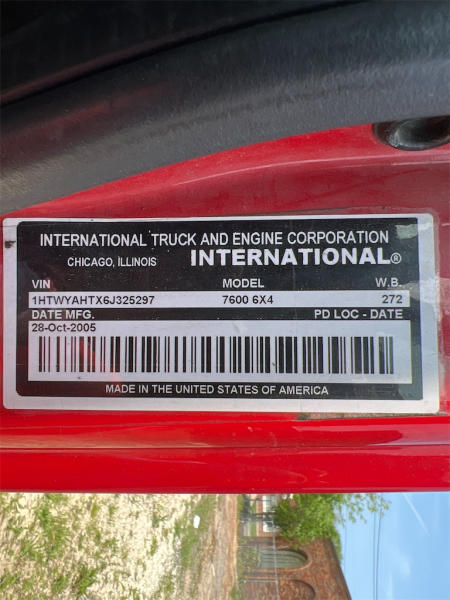 INTERNATIONAL TRUCK AND ENGINE CORPORATION
CHICAGO, ILLINOIS INTERNATIONAL®
VIN MODEL W.B.
1HTWYAHTX6J325297 7600 6X4 272
DATE MFG. PD LOC - DATE
28-Oct-2005
MADE IN THE UNITED STATES OF AMERICA